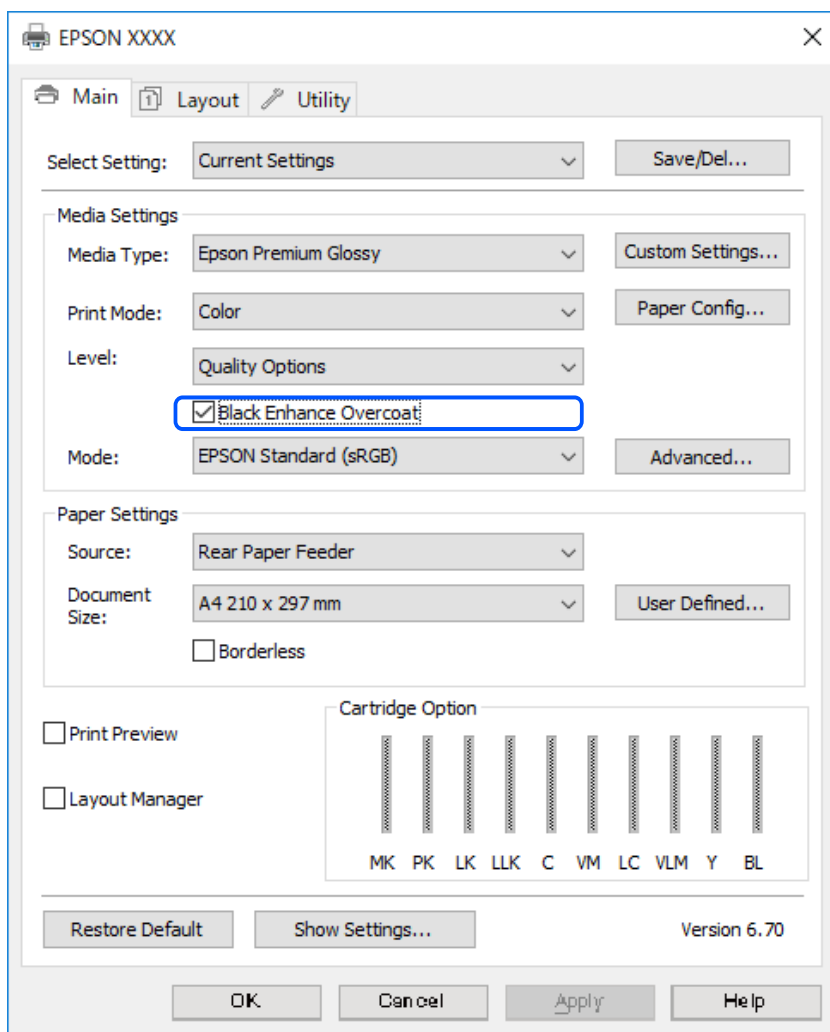 EPSON XXXX
Main
1
Layout
Utility
Select Setting: Current Settings Save/Del...
Media Settings
Media Type: Epson Premium Glossy Custom Settings...
Print Mode: Color Paper Config...
Level: Quality Options
Black Enhance Overcoat
Mode: EPSON Standard (sRGB) Advanced...
Paper Settings
Source: Rear Paper Feeder
Document
Size: A4 210 x 297 mm User Defined...
Borderless
Print Preview
Layout Manager
Cartridge Option
MK PK LK LLK C VM LC VLM Y BL
Restore Default Show Settings... Version 6.70
OK Cancel Apply Help